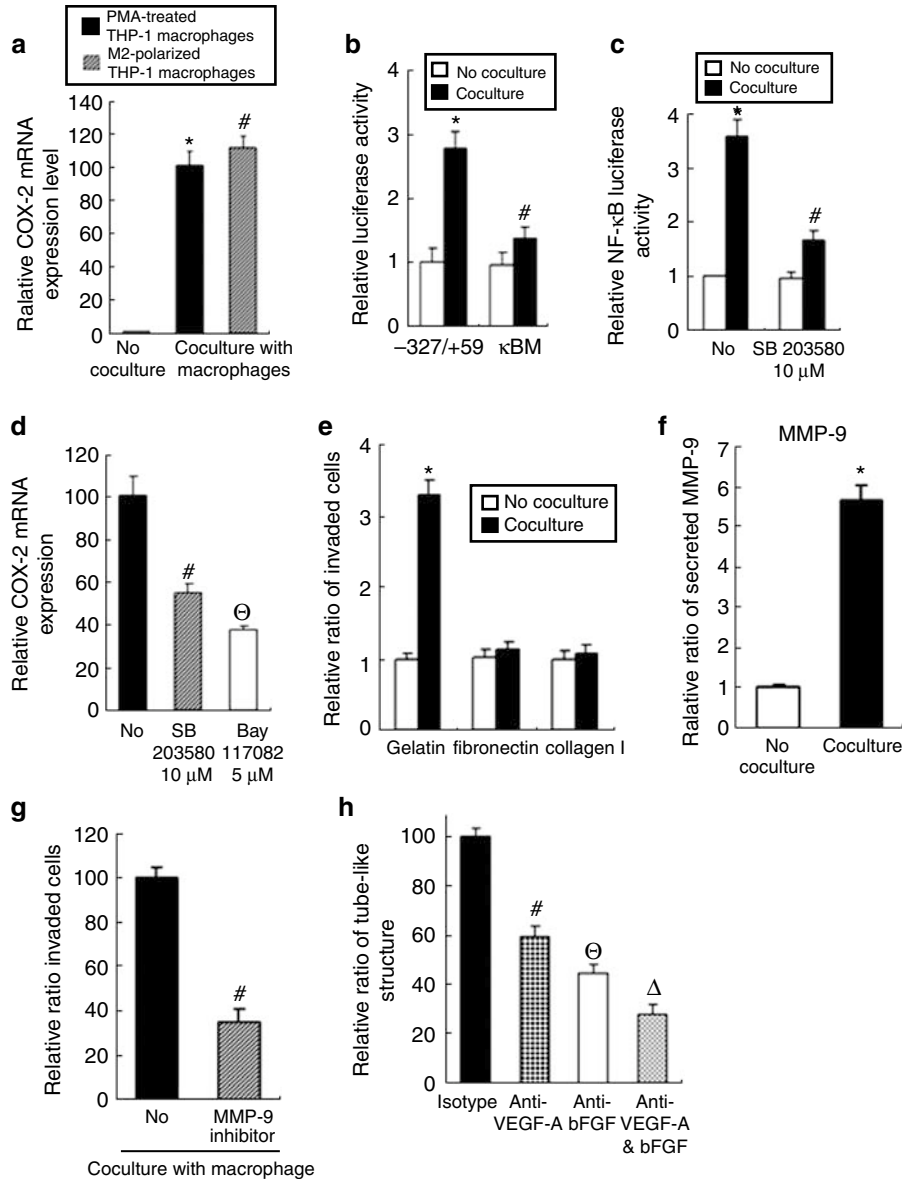 a
PMA-treated
THP-1 macrophages
M2-polarized
THP-1 macrophages
Ralative COX-2 mRNA
expression level
140
120
100
80
60
40
20
0
*
#
No
coculture
Coculture with
macrophages
b
No coculture
Coculture
Relative luciferase activity
4
3
2
1
0
*
#
–327/+59
κBM
c
No coculture
Coculture
Relative NF-κB luciferase
activity
4
3
2
1
0
*
#
No
SB 203580
10 μM
d
Relative COX-2 mRNA
expression
120
100
80
60
40
20
0
#
Θ
No
SB
203580
10 μM
Bay
117082
5 μM
e
Relative ratio of invaded cells
4
3
2
1
0
*
No coculture
Coculture
Gelatin
fibronectin
collagen I
f
MMP-9
Ralative ratio of secreted MMP-9
7
6
5
4
3
2
1
0
*
No
coculture
Coculture
g
Relative ratio invaded cells
120
100
80
60
40
20
0
#
No
MMP-9
inhibitor
Coculture with macrophage
h
Relative ratio of tube-like
structure
100
80
60
40
20
0
#
Θ
Δ
Isotype
Anti-
VEGF-A
Anti-
bFGF
Anti-
VEGF-A
& bFGF